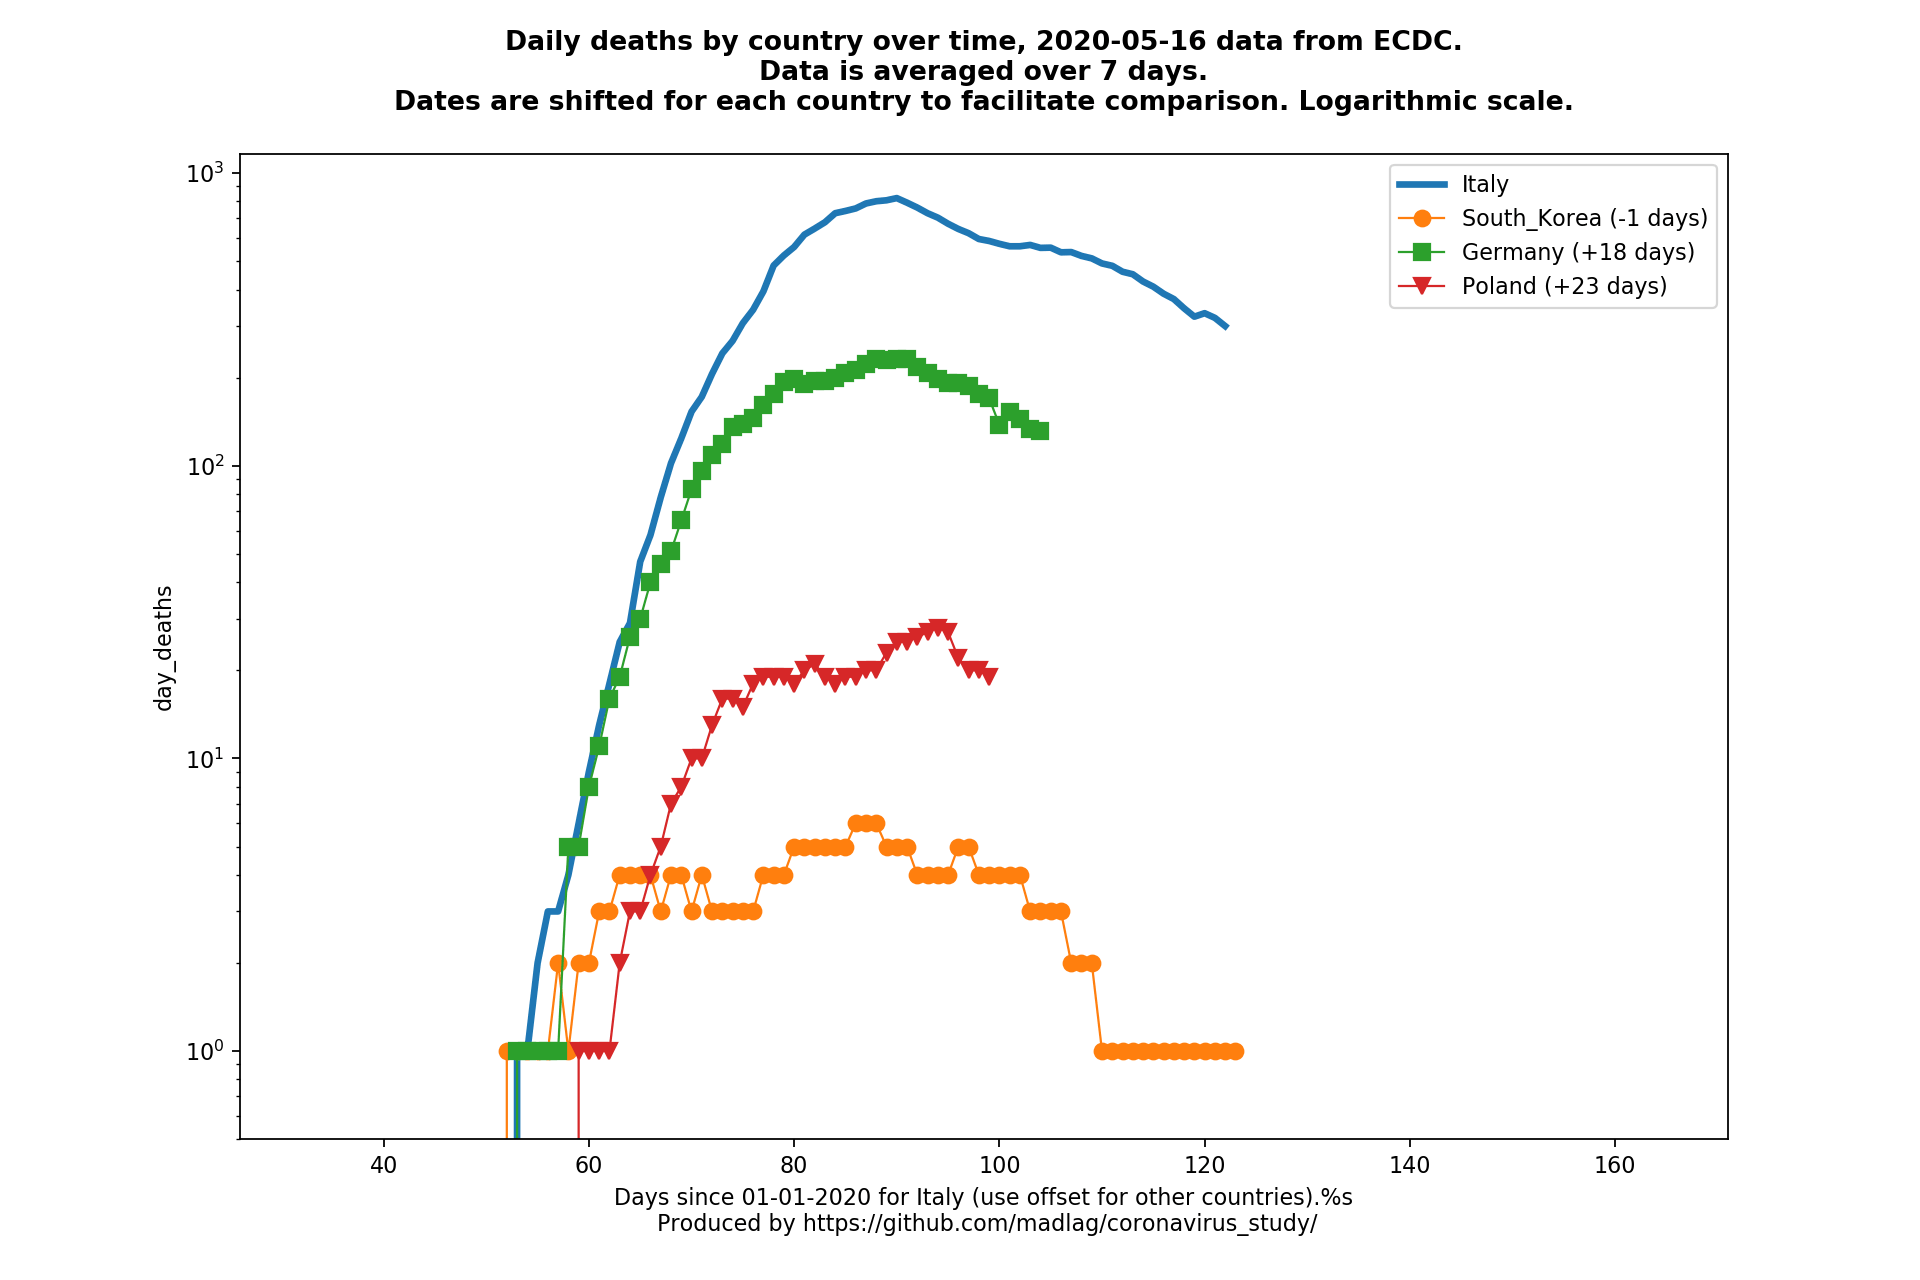 Daily deaths by country over time, 2020-05-16 data from ECDC.
Data is averaged over 7 days.
Dates are shifted for each country to facilitate comparison. Logarithmic scale.
10³
10²
10¹
10⁰
day_deaths
Italy
South_Korea (-1 days)
Germany (+18 days)
Poland (+23 days)
40 60 80 100 120 140 160
Days since 01-01-2020 for Italy (use offset for other countries).%s
Produced by https://github.com/madlag/coronavirus_study/